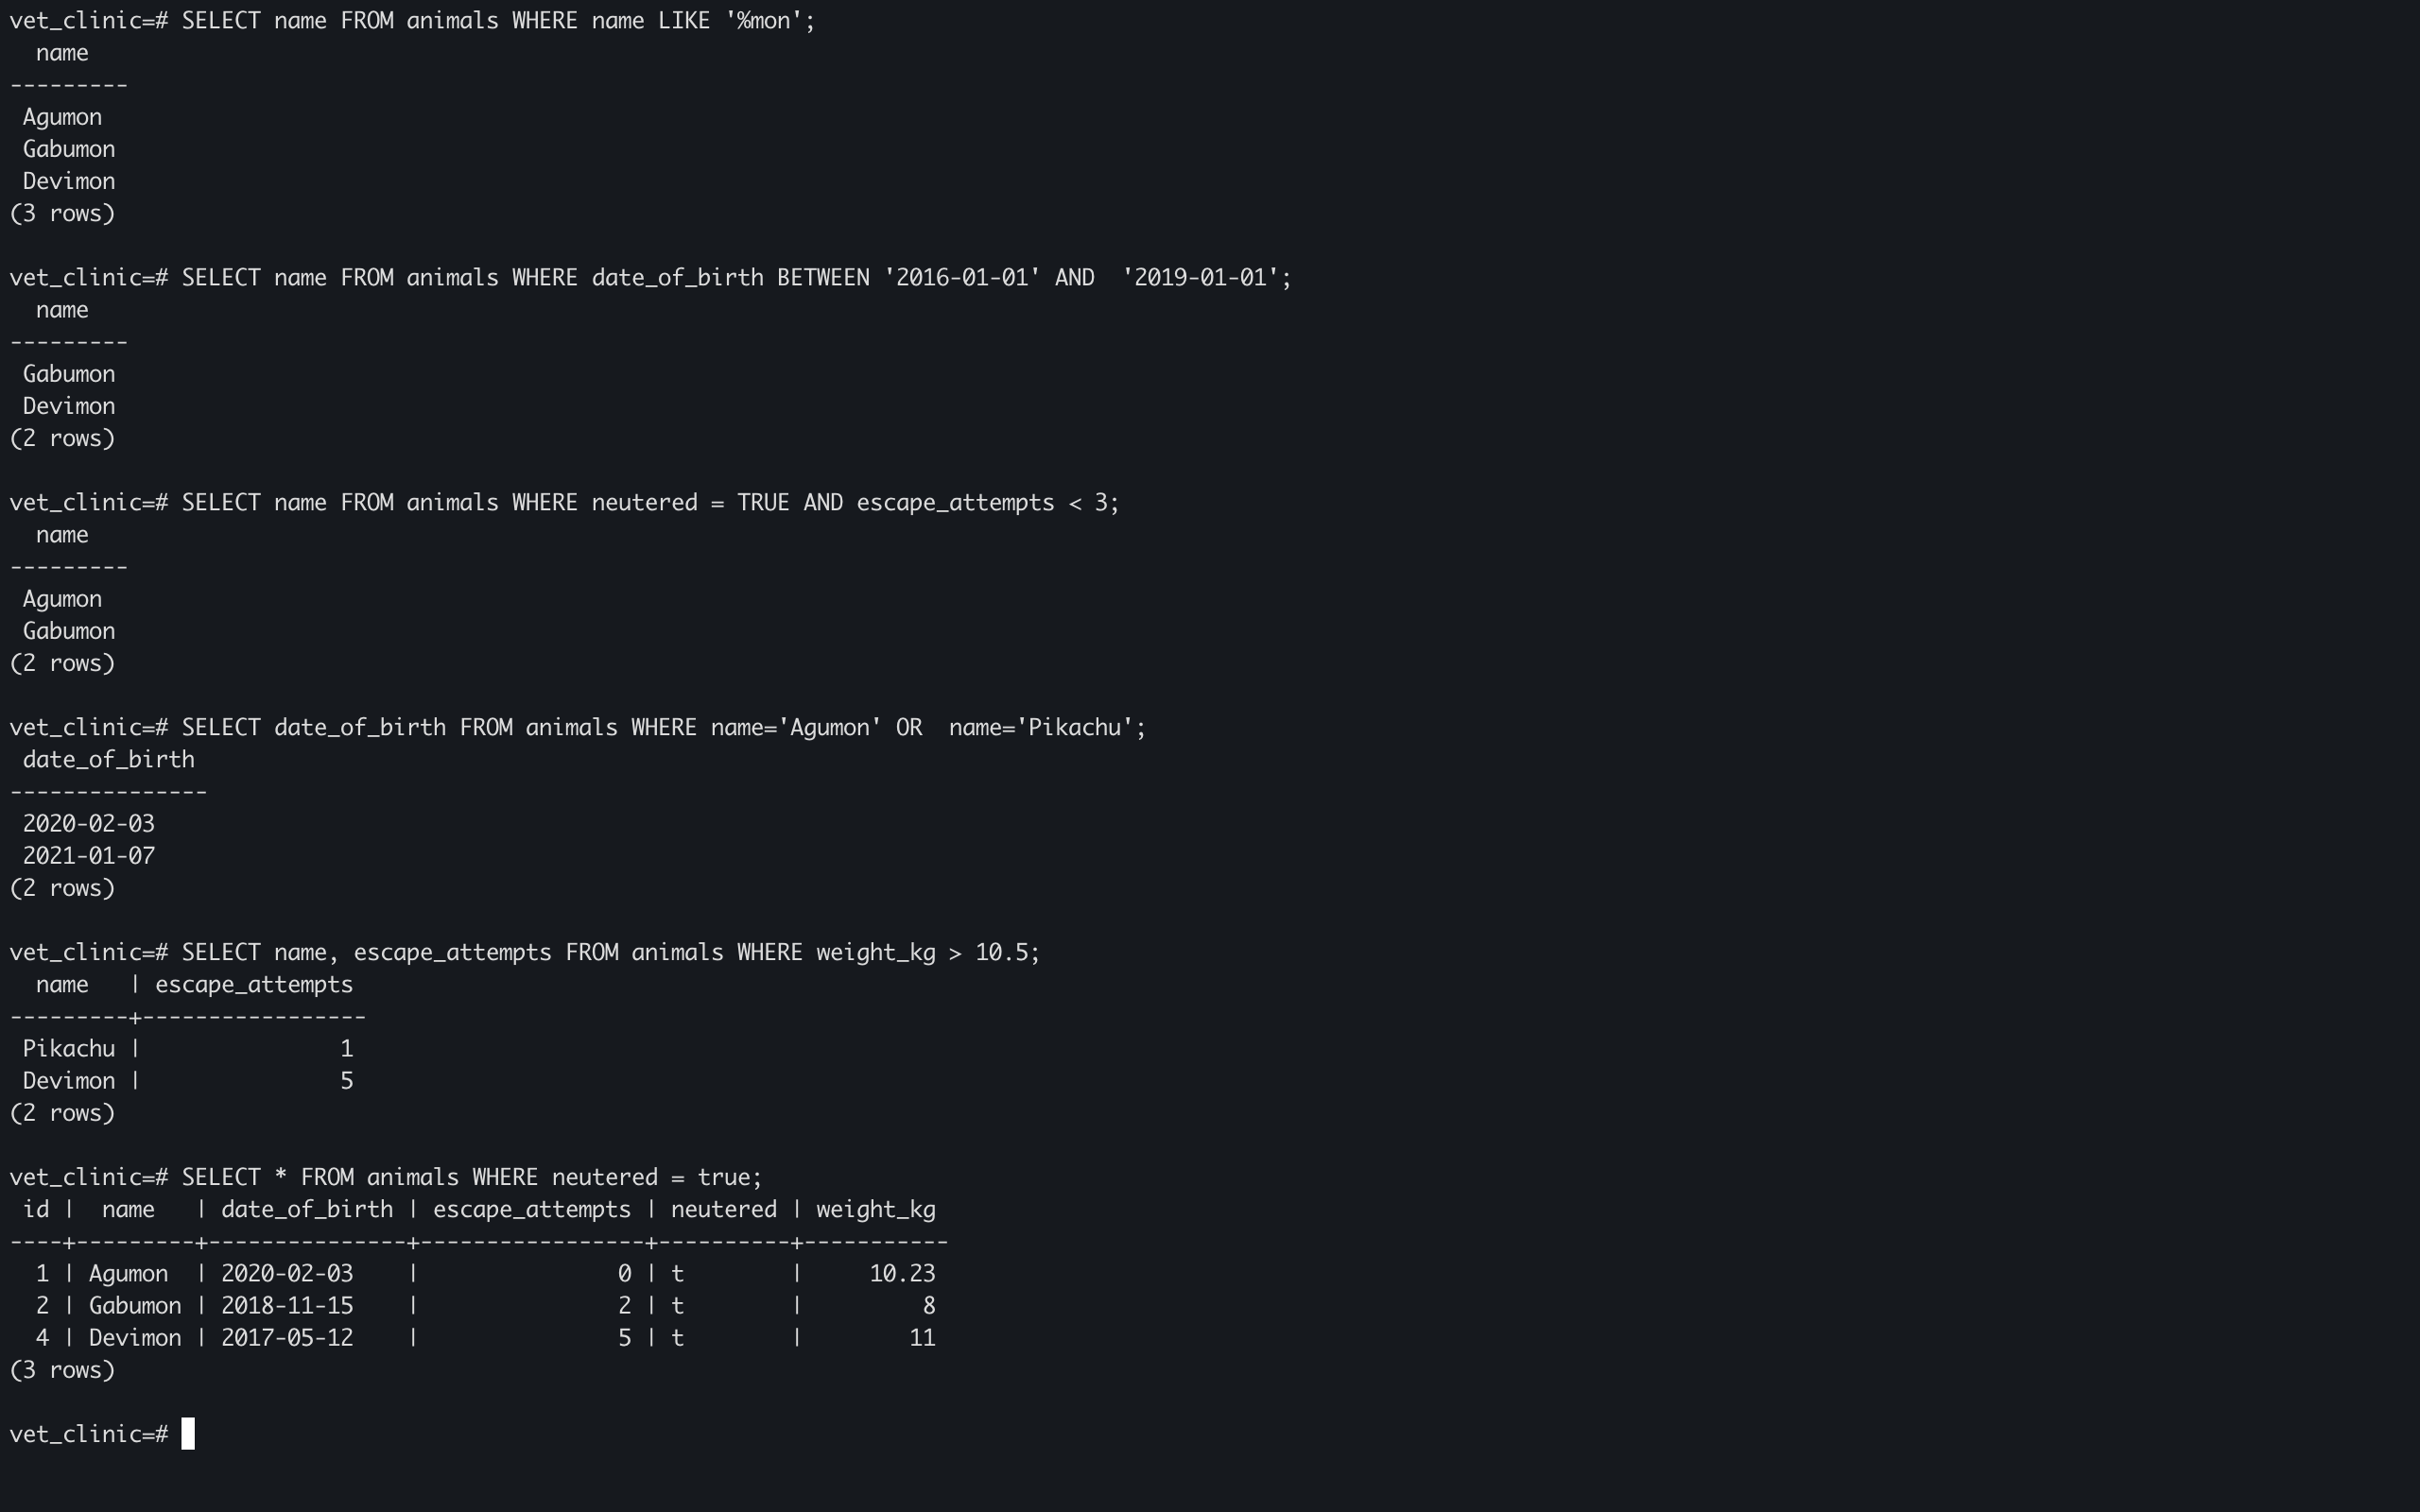 vet_clinic=# SELECT name FROM animals WHERE name LIKE '%mon';
  name
---------
 Agumon
 Gabumon
 Devimon
(3 rows)

vet_clinic=# SELECT name FROM animals WHERE date_of_birth BETWEEN '2016-01-01' AND  '2019-01-01';
  name
---------
 Gabumon
 Devimon
(2 rows)

vet_clinic=# SELECT name FROM animals WHERE neutered = TRUE AND escape_attempts < 3;
  name
---------
 Agumon
 Gabumon
(2 rows)

vet_clinic=# SELECT date_of_birth FROM animals WHERE name='Agumon' OR  name='Pikachu';
 date_of_birth
---------------
 2020-02-03
 2021-01-07
(2 rows)

vet_clinic=# SELECT name, escape_attempts FROM animals WHERE weight_kg > 10.5;
  name   | escape_attempts
---------+-----------------
 Pikachu |               1
 Devimon |               5
(2 rows)

vet_clinic=# SELECT * FROM animals WHERE neutered = true;
 id |  name   | date_of_birth | escape_attempts | neutered | weight_kg
----+---------+---------------+-----------------+----------+-----------
  1 | Agumon  | 2020-02-03    |               0 | t        |     10.23
  2 | Gabumon | 2018-11-15    |               2 | t        |         8
  4 | Devimon | 2017-05-12    |               5 | t        |        11
(3 rows)

vet_clinic=#